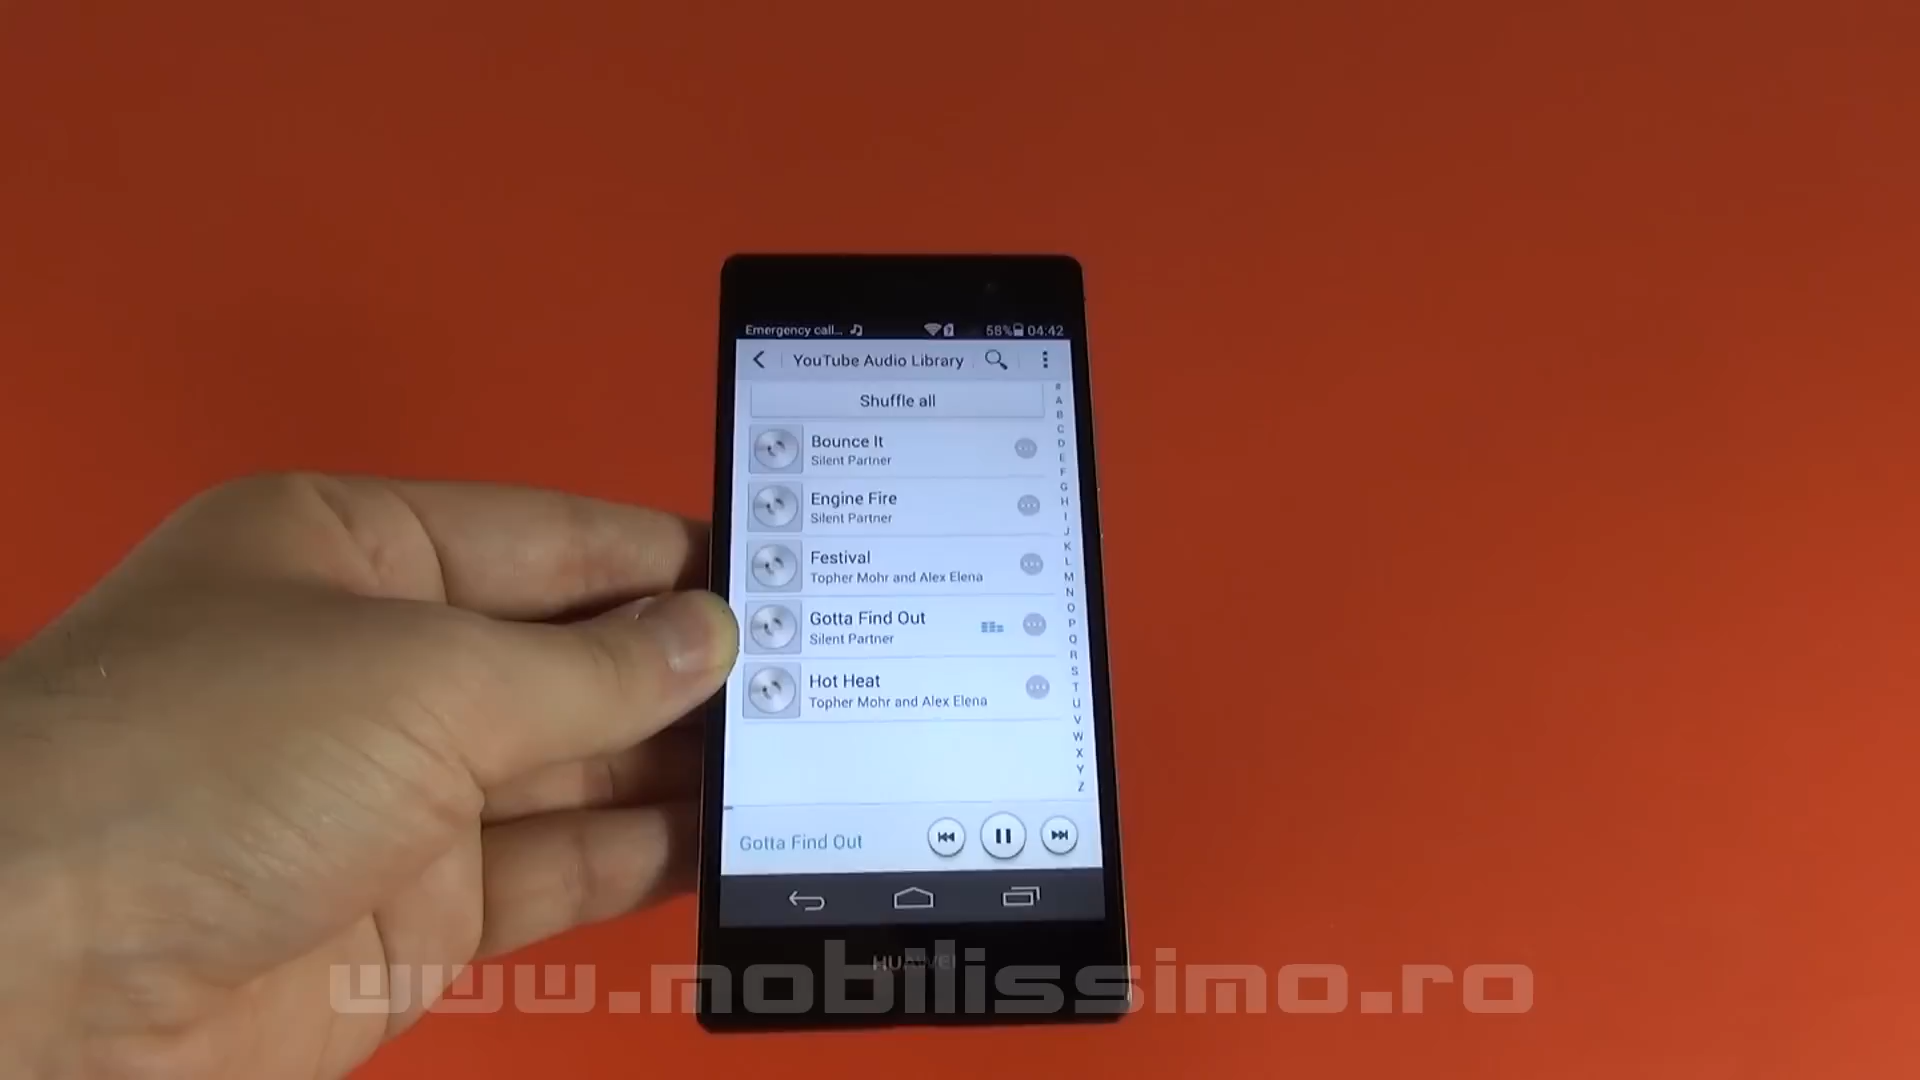 Emergency call... 58% 04:42
YouTube Audio Library
Shuffle all
Bounce It
Silent Partner
Engine Fire
Silent Partner
Festival
Topher Mohr and Alex Elena
Gotta Find Out
Silent Partner
Hot Heat
Topher Mohr and Alex Elena
#
A
B
C
D
E
F
G
H
I
J
K
L
M
N
O
P
Q
R
S
T
U
V
W
X
Y
Z
Gotta Find Out
HUAWEI
www.mobilissimo.ro